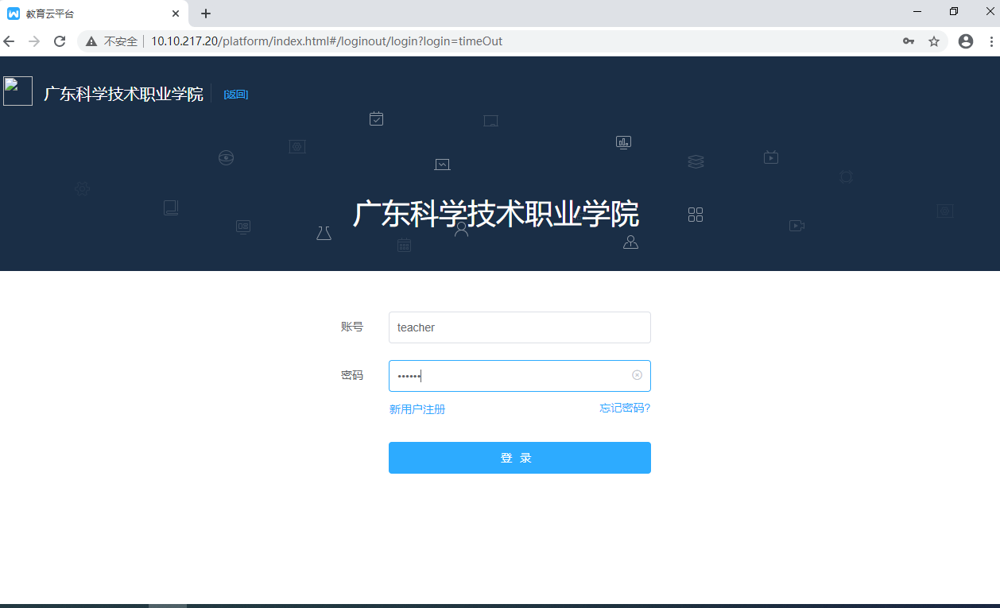 教育云平台
不安全 10.10.217.20/platform/index.html#/loginout/login?login=timeOut
广东科学技术职业学院 [返回]
广东科学技术职业学院
账号 teacher
密码 ••••••
新用户注册 忘记密码?
登 录